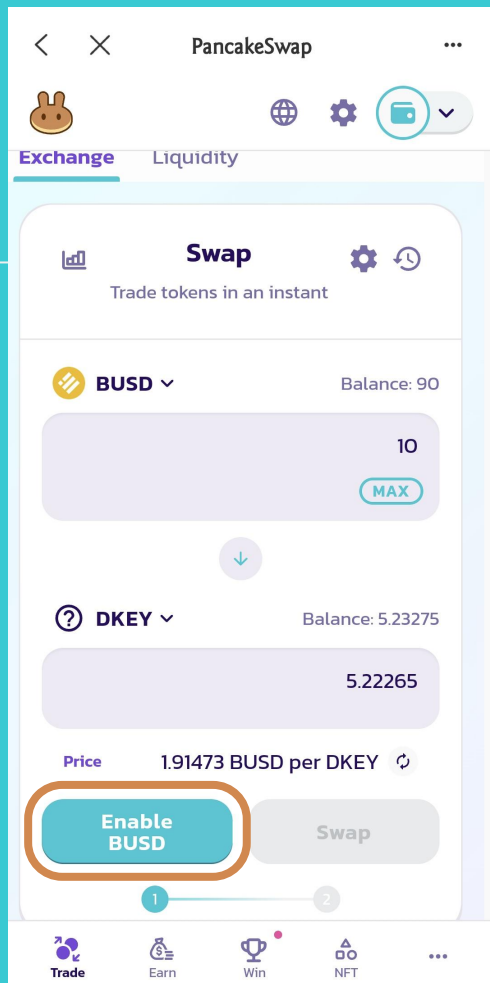 PancakeSwap
Exchange Liquidity
Swap
Trade tokens in an instant
BUSD Balance: 90
10
MAX
DKEY Balance: 5.23275
5.22265
Price 1.91473 BUSD per DKEY
Enable
BUSD
Swap
1 2
Trade Earn Win NFT